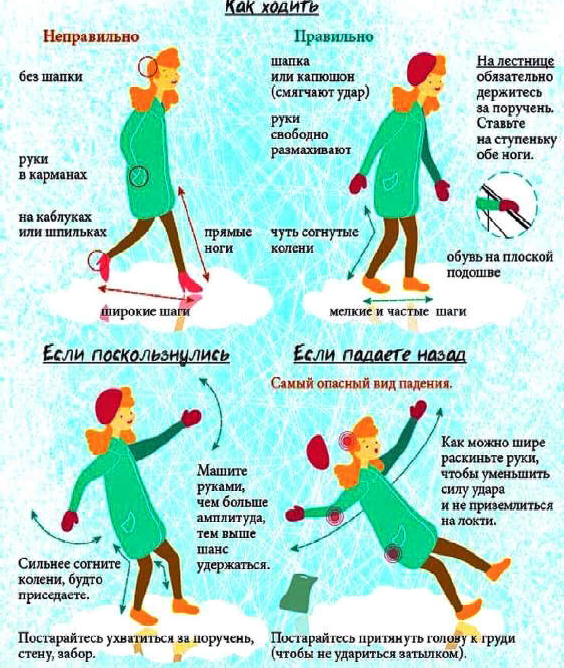 Как ходить
Неправильно
без шапки
руки
в карманах
на каблуках
или шпильках
прямые
ноги
широкие шаги
Правильно
шапка
или капюшон
(смягчают удар)
руки
свободно
размахивают
чуть согнутые
колени
мелкие и частые шаги
На лестнице
обязательно
держитесь
за поручень.
Ставьте
на ступеньку
обе ноги.
обувь на плоской
подошве
Если поскользнулись
Машите
руками,
чем больше
амплитуда,
тем выше
шанс
удержаться.
Сильнее согните
колени, будто
приседаете.
Постарайтесь ухватиться за поручень,
стену, забор.
Если падаете назад
Самый опасный вид падения.
Как можно шире
раскиньте руки,
чтобы уменьшить
силу удара
и не приземлиться
на локти.
Постарайтесь притянуть голову к груди
(чтобы не удариться затылком).